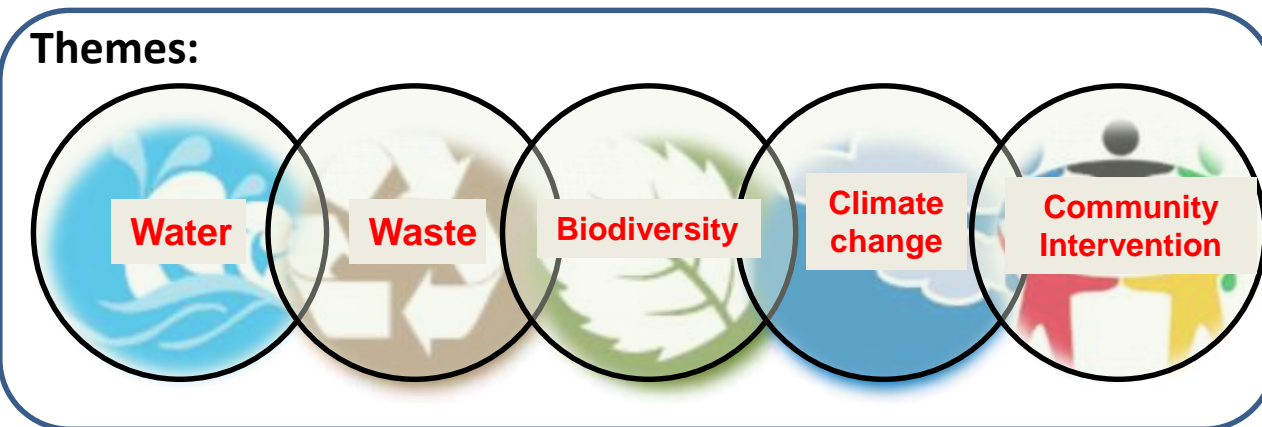 Themes:
Water
Waste
Biodiversity
Climate
change
Community
Intervention